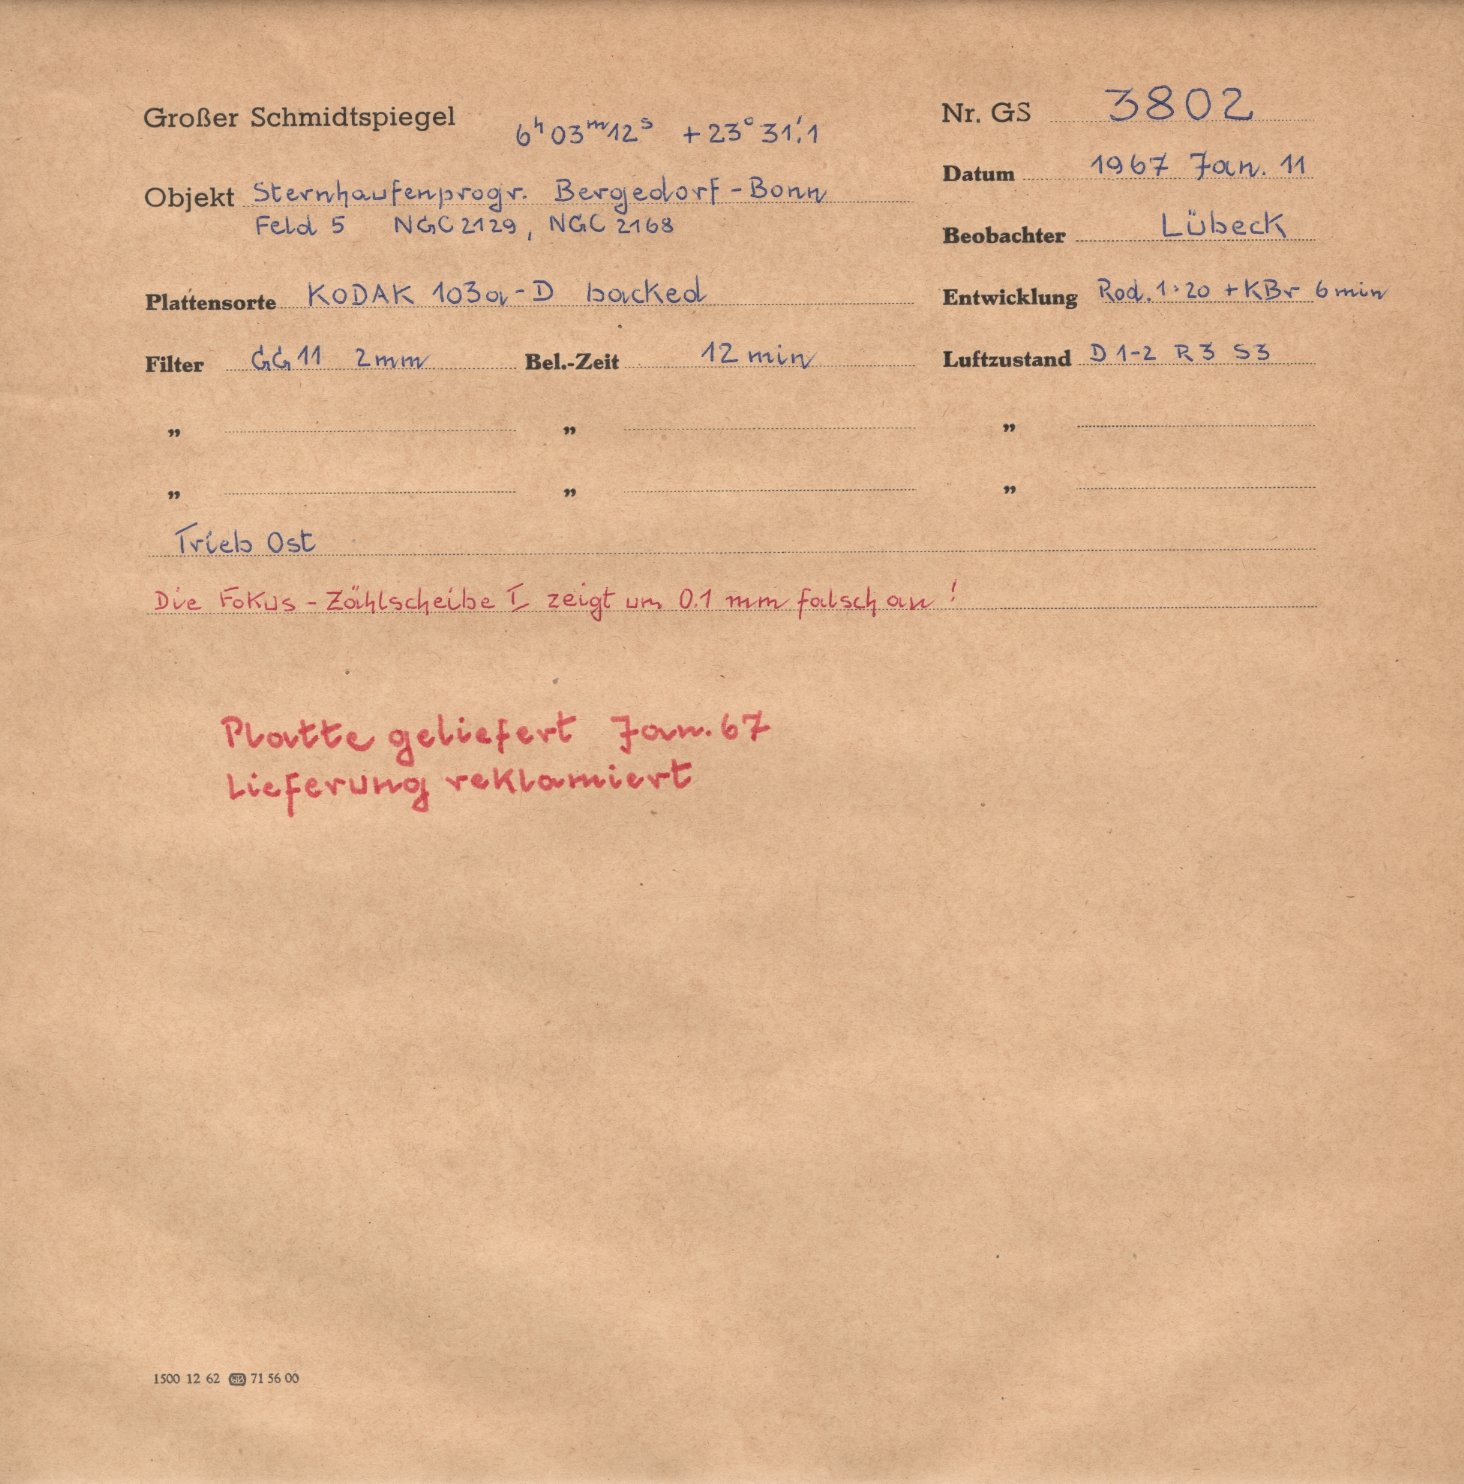 Großer Schmidtspiegel
6ʰ 03ᵐ 12ˢ +23° 31!1
Nr. GS 3802
Datum 1967 Jan. 11
Objekt Sternhaufenprogr. Bergedorf - Bonn
Feld 5 NGC 2129, NGC 2168
Beobachter Lübeck
Plattensorte KODAK 103a-D backed
Entwicklung Rod. 1:20 + KBr 6 min
Filter GG11 2mm Bel.-Zeit 12 min
Luftzustand D 1-2 R 3 S 3
„ „ „
„ „ „
Trieb Ost
Die Fokus - Zählscheibe I zeigt um 0.1 mm falsch an!
Platte geliefert Jan. 67
Lieferung reklamiert
1500 12 62 71 56 00